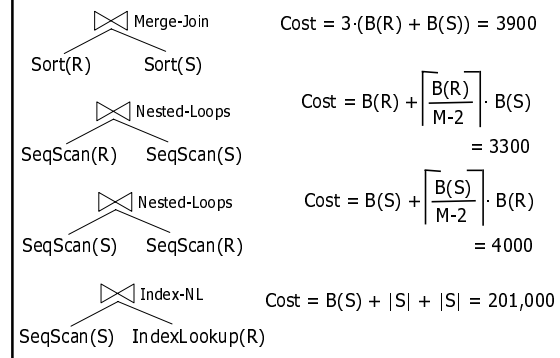 Merge-Join
Cost = 3·(B(R) + B(S)) = 3900
Sort(R) Sort(S)
Nested-Loops
Cost = B(R) + ⌈B(R)/M-2⌉ · B(S)
SeqScan(R) SeqScan(S)
= 3300
Nested-Loops
Cost = B(S) + ⌈B(S)/M-2⌉ · B(R)
SeqScan(S) SeqScan(R)
= 4000
Index-NL
Cost = B(S) + |S| + |S| = 201,000
SeqScan(S) IndexLookup(R)